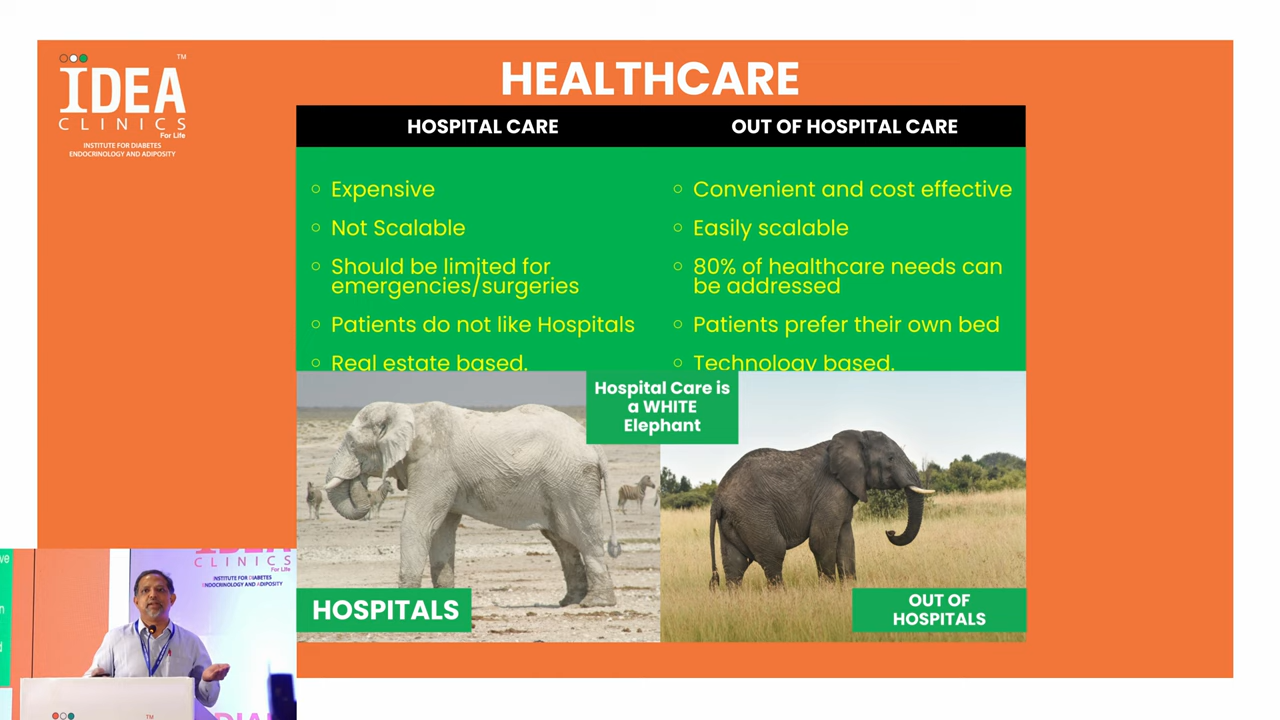 IDEA
TM
CLINICS
For Life
INSTITUTE FOR DIABETES
ENDOCRINOLOGY AND ADIPOSITY
HEALTHCARE
HOSPITAL CARE
Expensive
Not Scalable
Should be limited for
emergencies/surgeries
Patients do not like Hospitals
Real estate based.
OUT OF HOSPITAL CARE
Convenient and cost effective
Easily scalable
80% of healthcare needs can
be addressed
Patients prefer their own bed
Technology based.
Hospital Care is
a WHITE
Elephant
HOSPITALS
OUT OF
HOSPITALS
IDEA
CLINICS
For Life
INSTITUTE FOR DIABETES
ENDOCRINOLOGY AND ADIPOSITY
TM